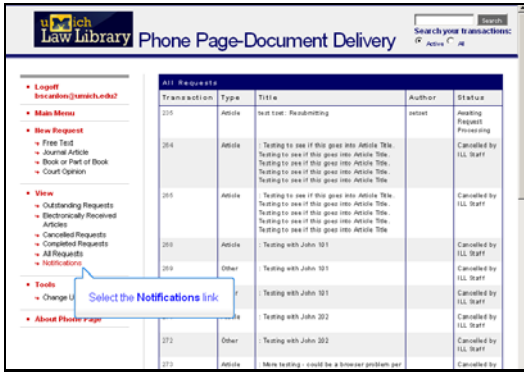 uMich
Law Library
Phone Page-Document Delivery
Search
Search your transactions:
Active All
Logoff
bscanlon@umich.edu2
Main Menu
New Request
Free Text
Journal Article
Book or Part of Book
Court Opinion
View
Outstanding Requests
Electronically Received
Articles
Cancelled Requests
Completed Requests
All Requests
Notifications
Tools
Change U
About Phone Page
Select the Notifications link
All Requests
Transaction Type Title Author Status
235 Article test test: Resubmitting setset Awaiting
Request
Processing
264 Article : Testing to see if this goes into Article Title. Cancelled by
Testing to see if this goes into Article Title. ILL Staff
Testing to see if this goes into Article Title.
Testing to see if this goes into Article Title.
265 Article : Testing to see if this goes into Article Title. Cancelled by
Testing to see if this goes into Article Title. ILL Staff
Testing to see if this goes into Article Title.
Testing to see if this goes into Article Title.
Testing to see if this goes into Article Title
268 Article : Testing with John 101 Cancelled by
ILL Staff
269 Other : Testing with John 101 Cancelled by
ILL Staff
: Testing with John 101 Cancelled by
ILL Staff
: Testing with John 202 Cancelled by
ILL Staff
272 Other : Testing with John 202 Cancelled by
ILL Staff
273 Article : More testing - could be a browser problem per Cancelled by